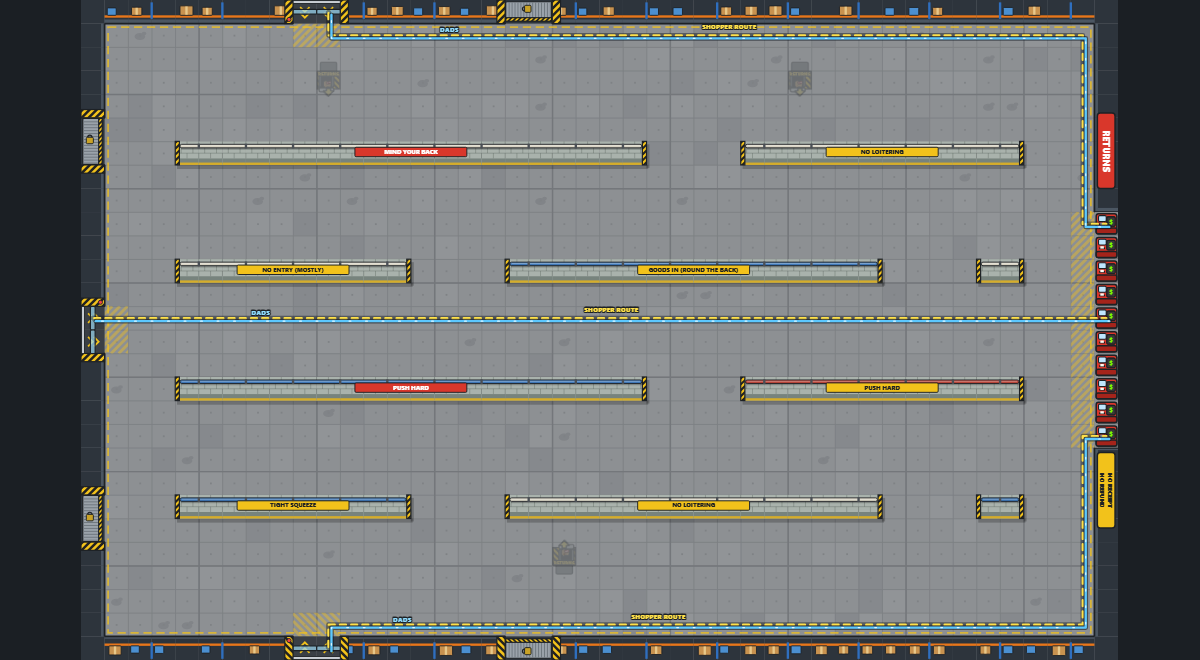 SHOPPER ROUTE
DADS
RETURNS
MIND YOUR BACK
NO LOITERING
NO ENTRY (MOSTLY)
GOODS IN (ROUND THE BACK)
DADS
SHOPPER ROUTE
PUSH HARD
PUSH HARD
NO RECEIPT
NO REFUND
TIGHT SQUEEZE
NO LOITERING
DADS
SHOPPER ROUTE